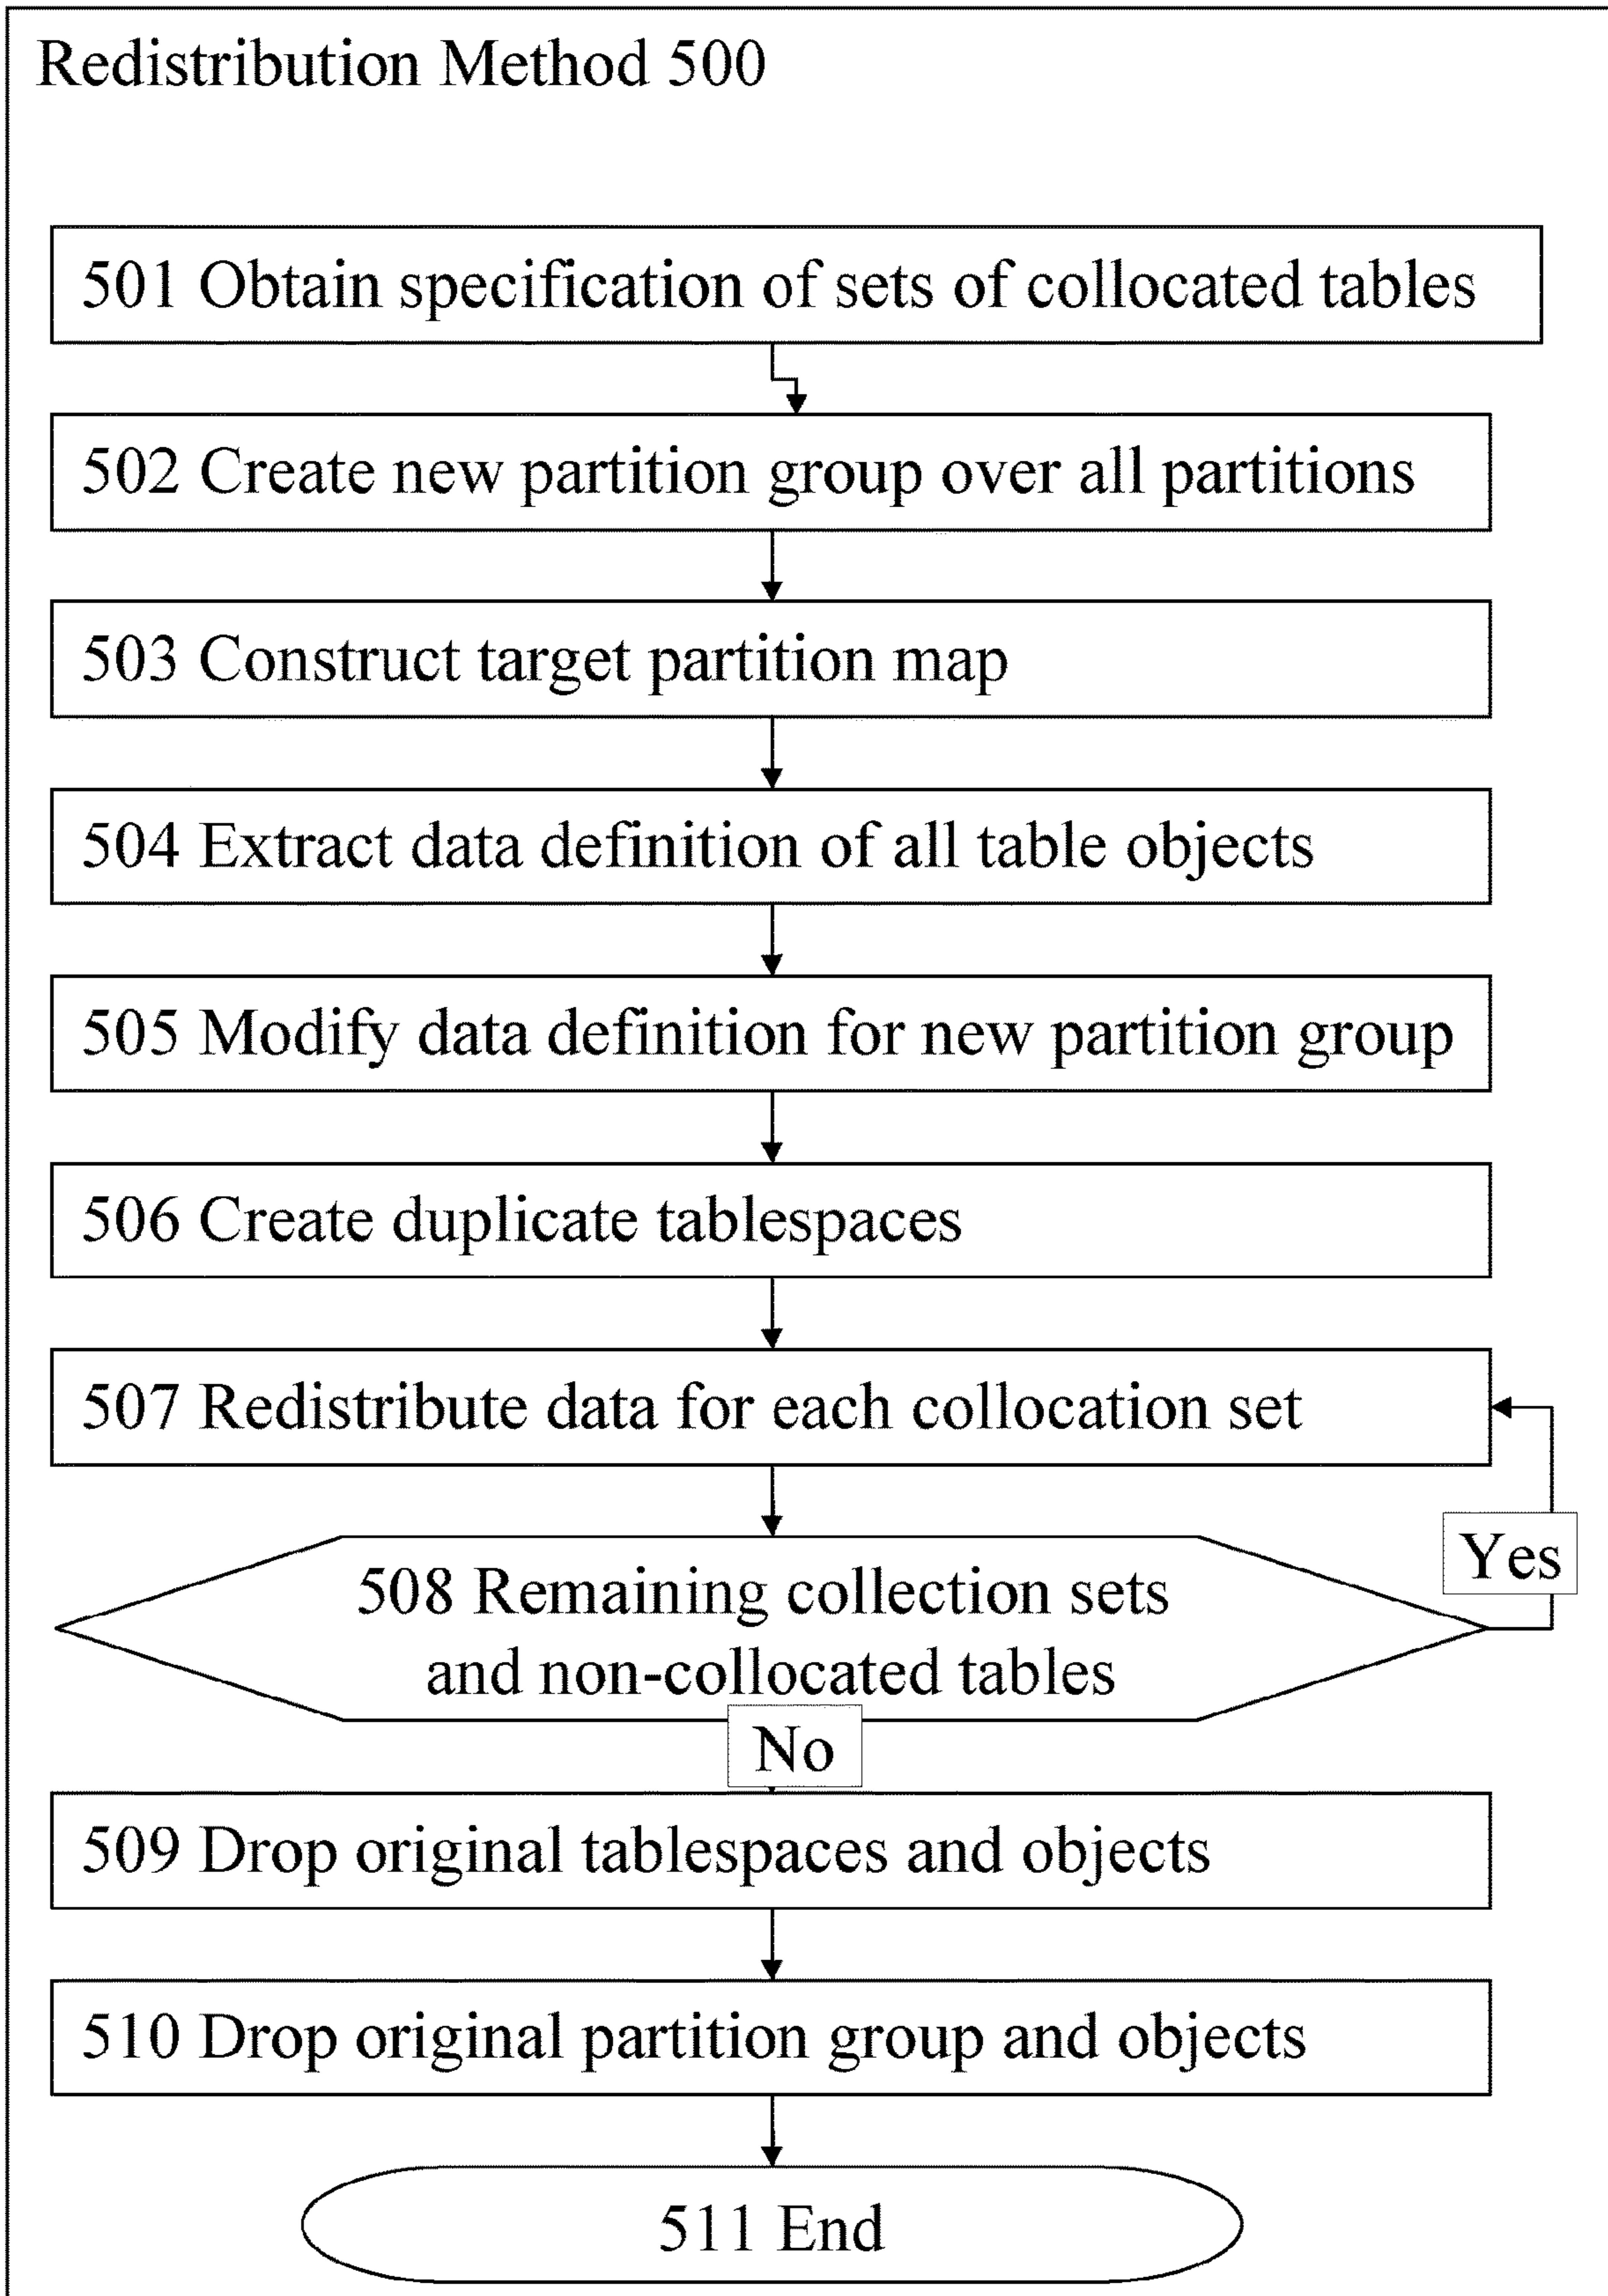 Redistribution Method 500
501 Obtain specification of sets of collocated tables
502 Create new partition group over all partitions
503 Construct target partition map
504 Extract data definition of all table objects
505 Modify data definition for new partition group
506 Create duplicate tablespaces
507 Redistribute data for each collocation set
Yes
508 Remaining collection sets
and non-collocated tables
No
509 Drop original tablespaces and objects
510 Drop original partition group and objects
511 End